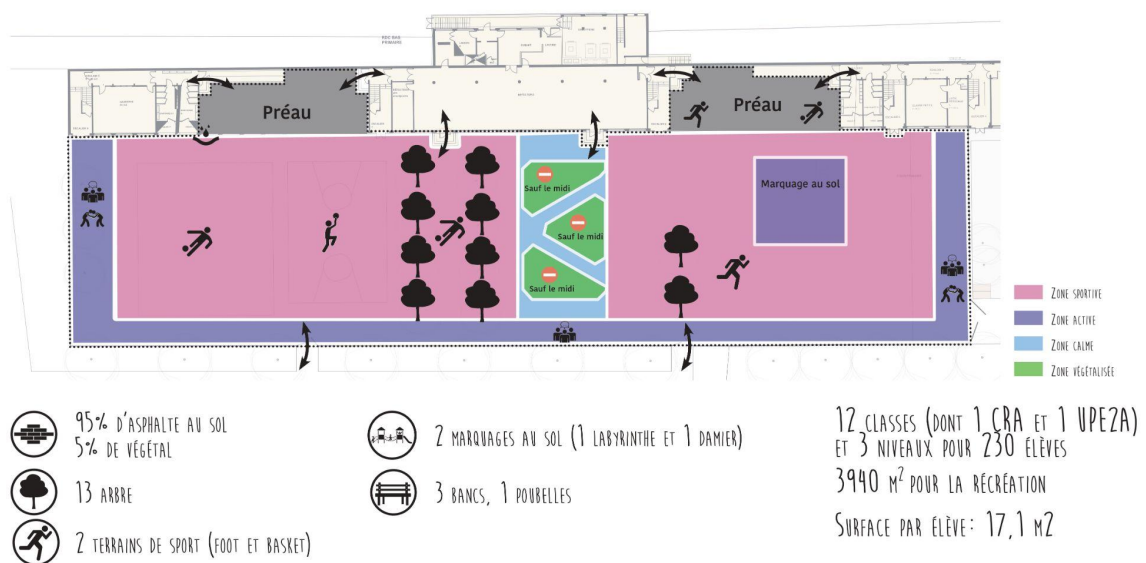 RDC BAS
PRIMAIRE
Préau
Préau
Sauf le midi
Marquage au sol
Sauf le midi
Sauf le midi
ZONE SPORTIVE
ZONE ACTIVE
ZONE CALME
ZONE VÉGÉTALISÉE
95% D'ASPHALTE AU SOL
5% DE VÉGÉTAL
13 ARBRE
2 TERRAINS DE SPORT (FOOT ET BASKET)
2 MARQUAGES AU SOL (1 LABYRINTHE ET 1 DAMIER)
3 BANCS, 1 POUBELLES
12 CLASSES (DONT 1 CRA ET 1 UPE2A)
ET 3 NIVEAUX POUR 230 ÉLÈVES
3940 M² POUR LA RÉCRÉATION
SURFACE PAR ÉLÈVE: 17,1 M2